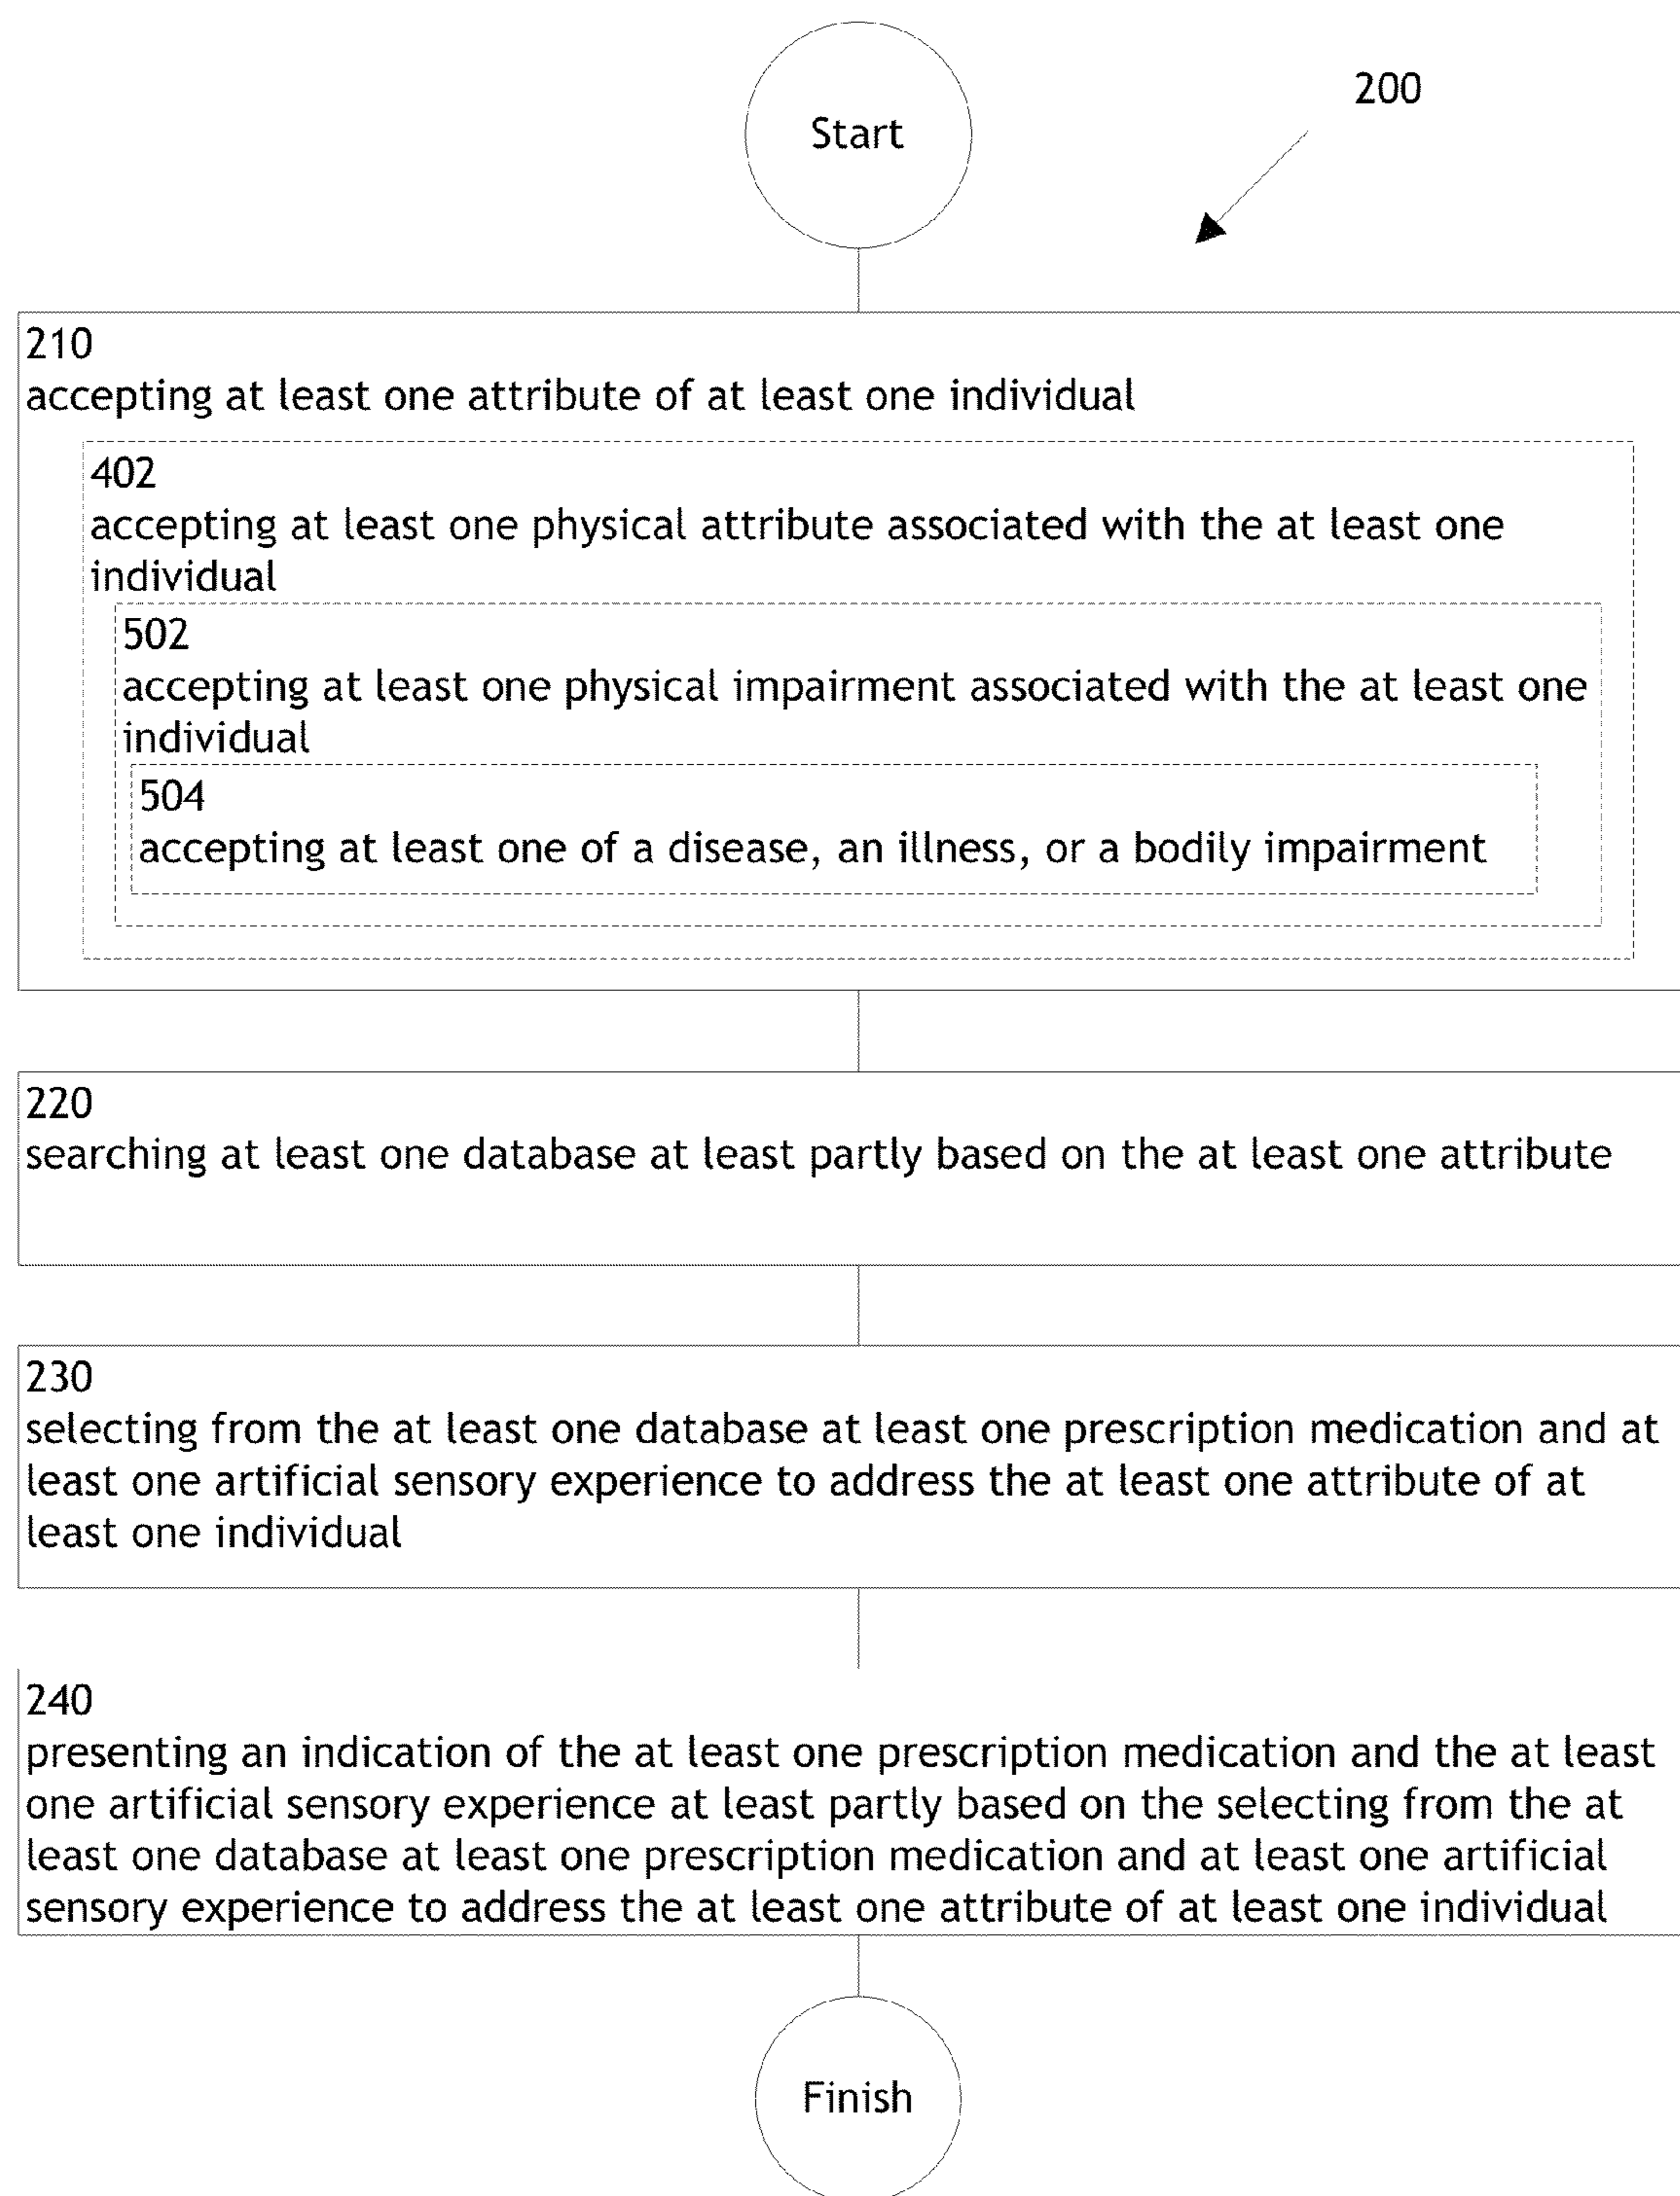 Start
200
210
accepting at least one attribute of at least one individual
402
accepting at least one physical attribute associated with the at least one
individual
502
accepting at least one physical impairment associated with the at least one
individual
504
accepting at least one of a disease, an illness, or a bodily impairment
220
searching at least one database at least partly based on the at least one attribute
230
selecting from the at least one database at least one prescription medication and at
least one artificial sensory experience to address the at least one attribute of at
least one individual
240
presenting an indication of the at least one prescription medication and the at least
one artificial sensory experience at least partly based on the selecting from the at
least one database at least one prescription medication and at least one artificial
sensory experience to address the at least one attribute of at least one individual
Finish